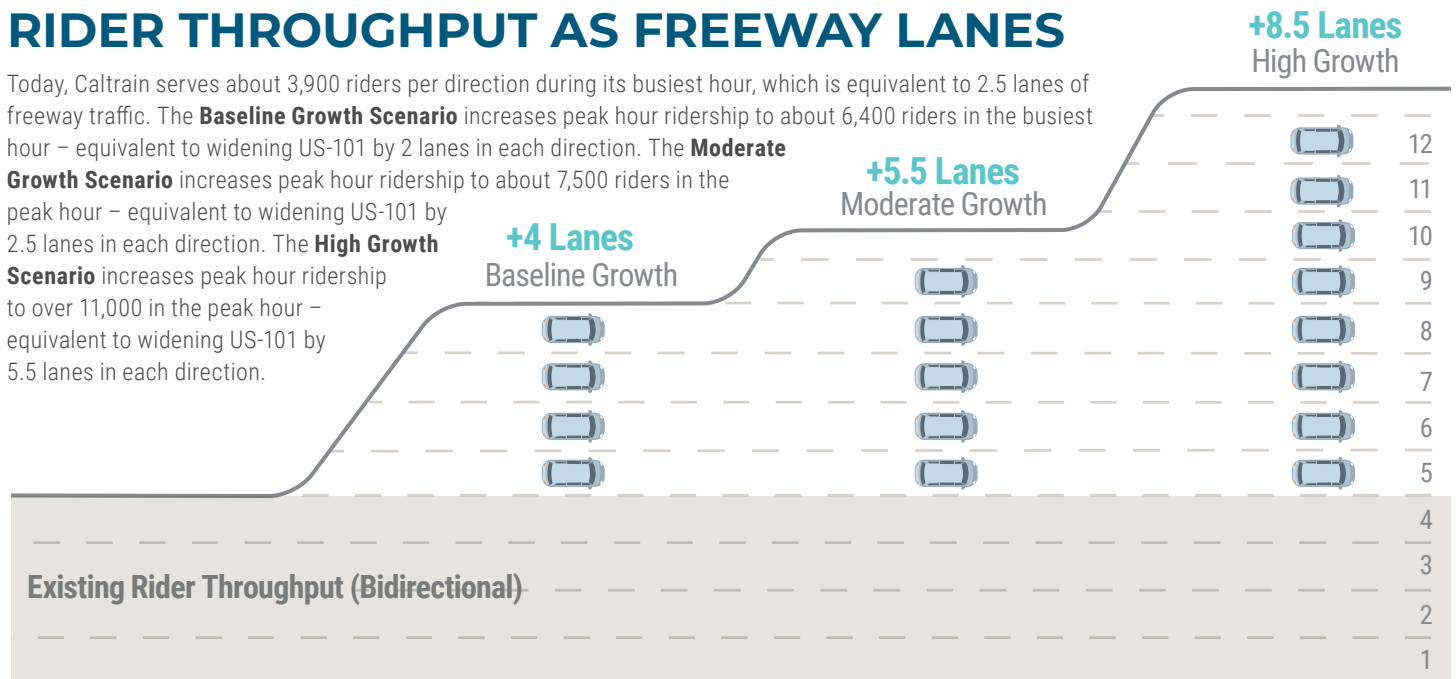 RIDER THROUGHPUT AS FREEWAY LANES
Today, Caltrain serves about 3,900 riders per direction during its busiest hour, which is equivalent to 2.5 lanes of
freeway traffic. The Baseline Growth Scenario increases peak hour ridership to about 6,400 riders in the busiest
hour – equivalent to widening US-101 by 2 lanes in each direction. The Moderate
Growth Scenario increases peak hour ridership to about 7,500 riders in the
peak hour – equivalent to widening US-101 by
2.5 lanes in each direction. The High Growth
Scenario increases peak hour ridership
to over 11,000 in the peak hour –
equivalent to widening US-101 by
5.5 lanes in each direction.
+4 Lanes
Baseline Growth
+5.5 Lanes
Moderate Growth
+8.5 Lanes
High Growth
12
11
10
9
8
7
6
5
4
3
2
1
Existing Rider Throughput (Bidirectional)